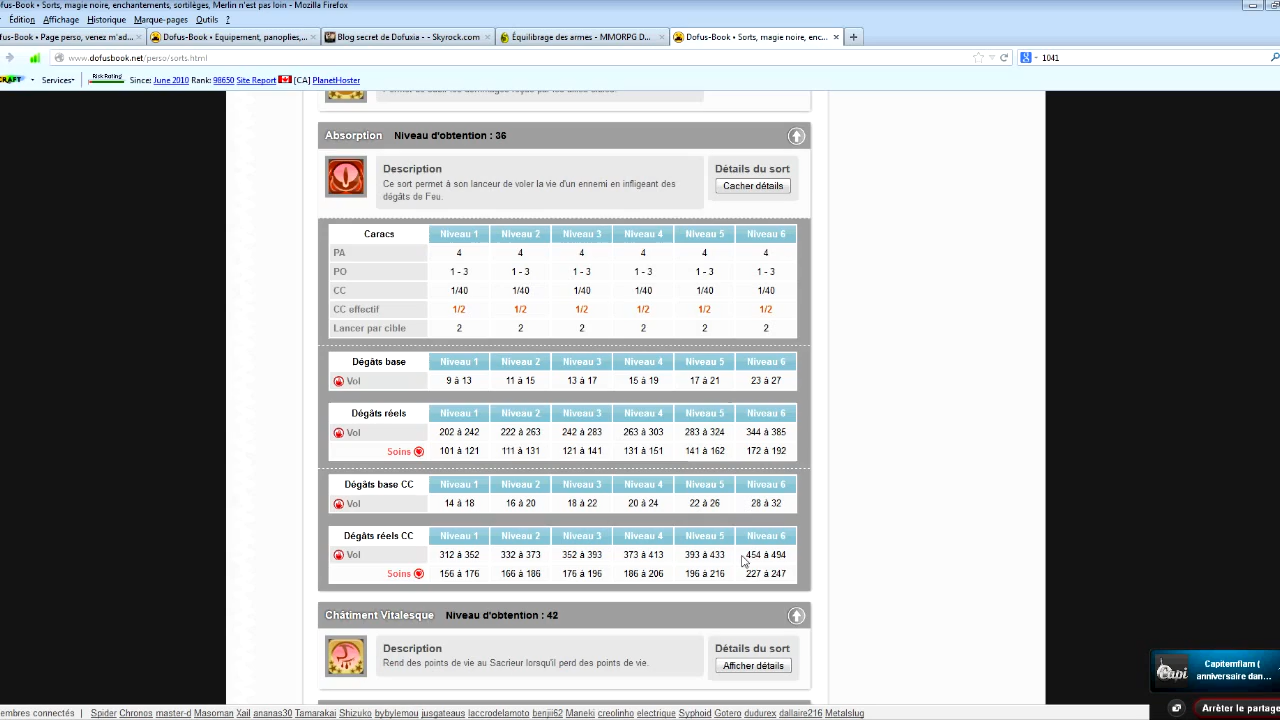 ofus-Book • Sorts, magie noire, enchantements, sortilèges, Merlin n'est pas loin - Mozilla Firefox
Édition Affichage Historique Marque-pages Outils ?
ofus-Book • Page perso, venez m'ad... Dofus-Book • Equipement, panoplies,... Blog secret de Dofuxia - - Skyrock.com Équilibrage des armes - MMORPG D... Dofus-Book • Sorts, magie noire, enc...
www.dofusbook.net/perso/sorts.html 1041
CRAFT Services Risk Rating Since: June 2010 Rank: 98650 Site Report [CA] PlanetHoster
Absorption Niveau d'obtention : 36
Description
Ce sort permet à son lanceur de voler la vie d'un ennemi en infligeant des
dégâts de Feu.
Détails du sort
Cacher détails
Caracs Niveau 1 Niveau 2 Niveau 3 Niveau 4 Niveau 5 Niveau 6
PA 4 4 4 4 4 4
PO 1 - 3 1 - 3 1 - 3 1 - 3 1 - 3 1 - 3
CC 1/40 1/40 1/40 1/40 1/40 1/40
CC effectif 1/2 1/2 1/2 1/2 1/2 1/2
Lancer par cible 2 2 2 2 2 2
Dégâts base Niveau 1 Niveau 2 Niveau 3 Niveau 4 Niveau 5 Niveau 6
Vol 9 à 13 11 à 15 13 à 17 15 à 19 17 à 21 23 à 27
Dégâts réels Niveau 1 Niveau 2 Niveau 3 Niveau 4 Niveau 5 Niveau 6
Vol 202 à 242 222 à 263 242 à 283 263 à 303 283 à 324 344 à 385
Soins 101 à 121 111 à 131 121 à 141 131 à 151 141 à 162 172 à 192
Dégâts base CC Niveau 1 Niveau 2 Niveau 3 Niveau 4 Niveau 5 Niveau 6
Vol 14 à 18 16 à 20 18 à 22 20 à 24 22 à 26 28 à 32
Dégâts réels CC Niveau 1 Niveau 2 Niveau 3 Niveau 4 Niveau 5 Niveau 6
Vol 312 à 352 332 à 373 352 à 393 373 à 413 393 à 433 454 à 494
Soins 156 à 176 166 à 186 176 à 196 186 à 206 196 à 216 227 à 247
Châtiment Vitalesque Niveau d'obtention : 42
Description
Rend des points de vie au Sacrieur lorsqu'il perd des points de vie.
Détails du sort
Afficher détails
Capi
Capitemflam (
anniversaire dan...
embres connectés | Spider Chronos master-d Masoman Xail ananas30 Tamarakai Shizuko bybylemou jusgateaus laccrodelamoto benjii62 Maneki creolinho electrique Syphoid Gotero dudurex dallaire216 Metalslug
Arrêter le partage